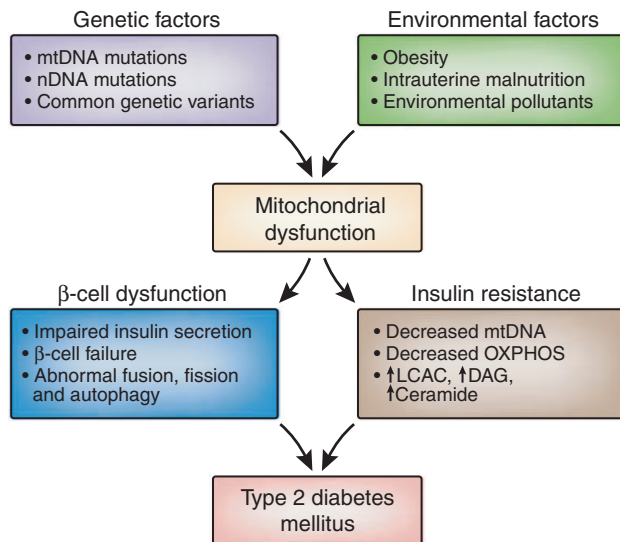 Genetic factors
• mtDNA mutations
• nDNA mutations
• Common genetic variants
Environmental factors
• Obesity
• Intrauterine malnutrition
• Environmental pollutants
Mitochondrial
dysfunction
β-cell dysfunction
• Impaired insulin secretion
• β-cell failure
• Abnormal fusion, fission
and autophagy
Insulin resistance
• Decreased mtDNA
• Decreased OXPHOS
• ↑LCAC, ↑DAG,
↑Ceramide
Type 2 diabetes
mellitus